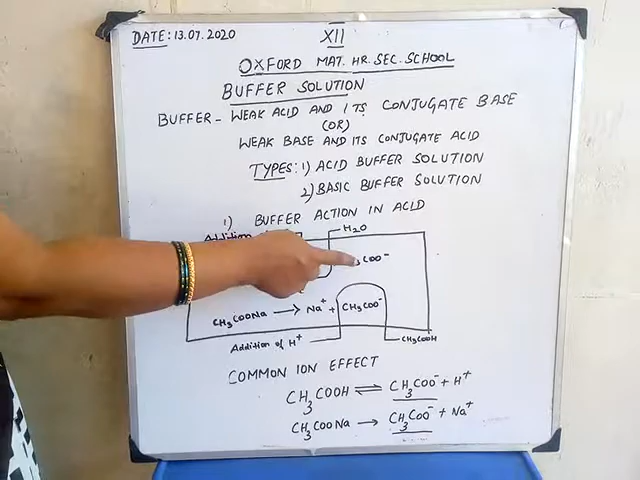 DATE: 13.07.2020
XII
OXFORD MAT. HR. SEC. SCHOOL
BUFFER SOLUTION
BUFFER - WEAK ACID AND ITS CONJUGATE BASE
(OR)
WEAK BASE AND ITS CONJUGATE ACID
TYPES: 1) ACID BUFFER SOLUTION
2) BASIC BUFFER SOLUTION
1) BUFFER ACTION IN ACID
Addition of
H₂O
COO⁻
CH₃COONa → Na⁺ + CH₃COO⁻
Addition of H⁺
CH₃COOH
COMMON ION EFFECT
CH₃COOH ⇌ CH₃COO⁻ + H⁺
CH₃COONa → CH₃COO⁻ + Na⁺